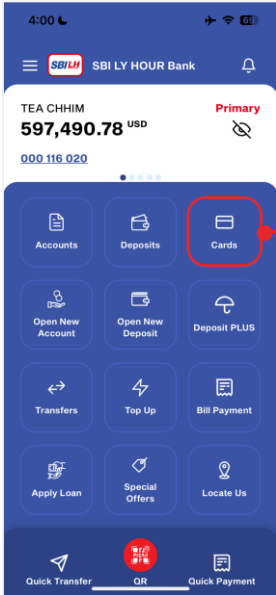 4:00
SBI LH SBI LY HOUR Bank
TEA CHHIM Primary
597,490.78 USD
000 116 020
Accounts Deposits Cards
Open New Account Open New Deposit Deposit PLUS
Transfers Top Up Bill Payment
Apply Loan Special Offers Locate Us
Quick Transfer QR Quick Payment